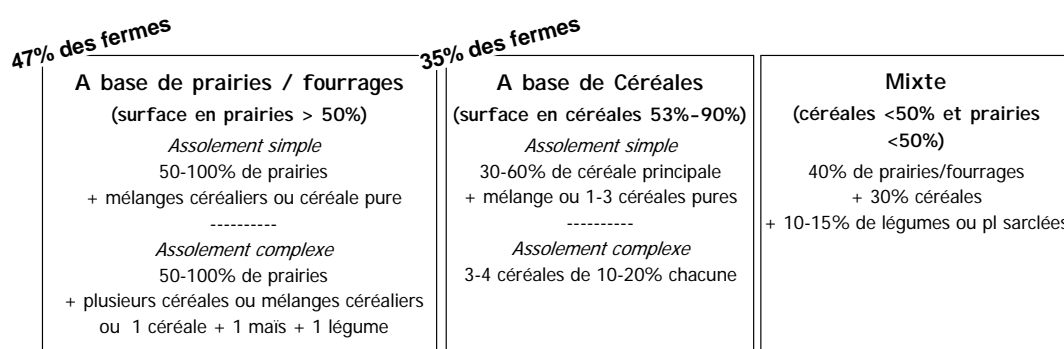 47% des fermes
A base de prairies / fourrages
(surface en prairies > 50%)
Assolement simple
50-100% de prairies
+ mélanges céréaliers ou céréale pure
----------
Assolement complexe
50-100% de prairies
+ plusieurs céréales ou mélanges céréaliers
ou 1 céréale + 1 maïs + 1 légume
35% des fermes
A base de Céréales
(surface en céréales 53%-90%)
Assolement simple
30-60% de céréale principale
+ mélange ou 1-3 céréales pures
----------
Assolement complexe
3-4 céréales de 10-20% chacune
Mixte
(céréales <50% et prairies
<50%)
40% de prairies/fourrages
+ 30% céréales
+ 10-15% de légumes ou pl sarclées